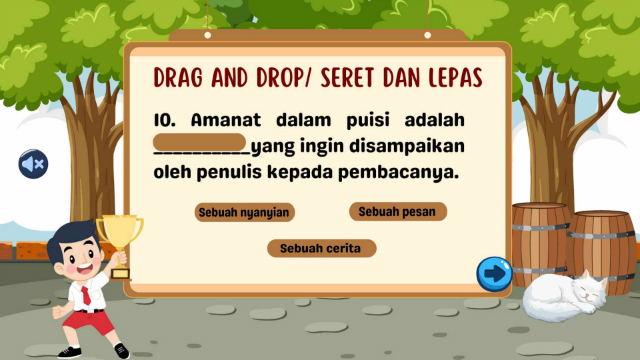 DRAG AND DROP/ SERET DAN LEPAS
10. Amanat dalam puisi adalah
__________yang ingin disampaikan
oleh penulis kepada pembacanya.
Sebuah nyanyian
Sebuah pesan
Sebuah cerita